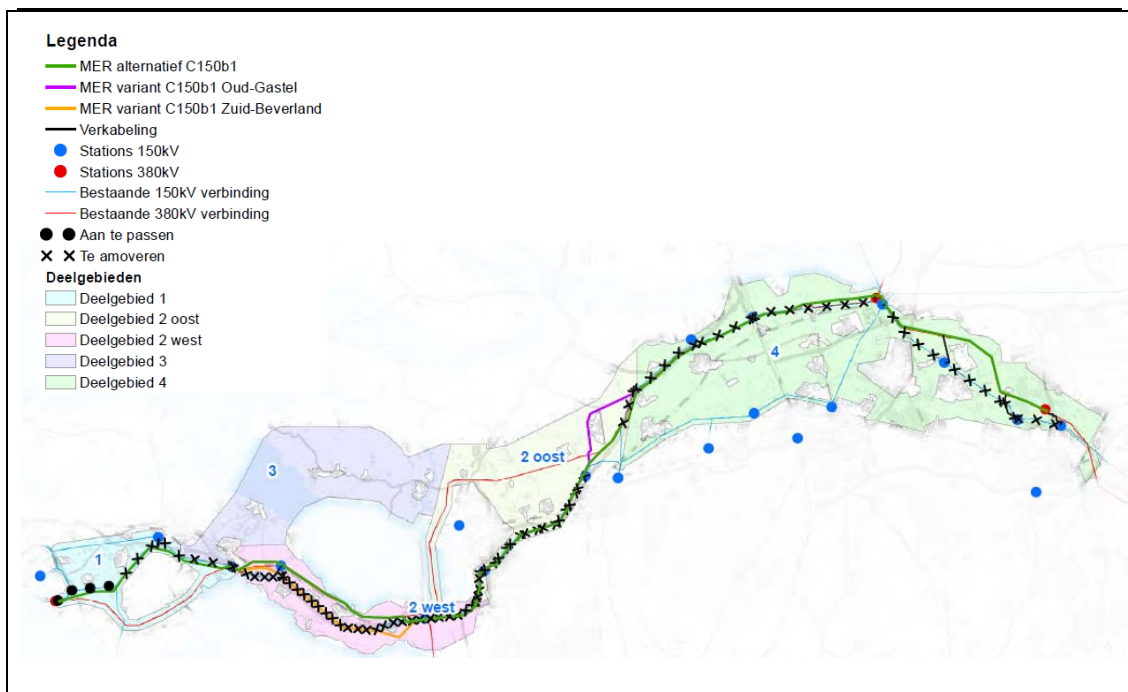 Legenda
MER alternatief C150b1
MER variant C150b1 Oud-Gastel
MER variant C150b1 Zuid-Beverland
Verkabeling
Stations 150kV
Stations 380kV
Bestaande 150kV verbinding
Bestaande 380kV verbinding
Aan te passen
Te amoveren
Deelgebieden
Deelgebied 1
Deelgebied 2 oost
Deelgebied 2 west
Deelgebied 3
Deelgebied 4
4
2 oost
3
1
2 west